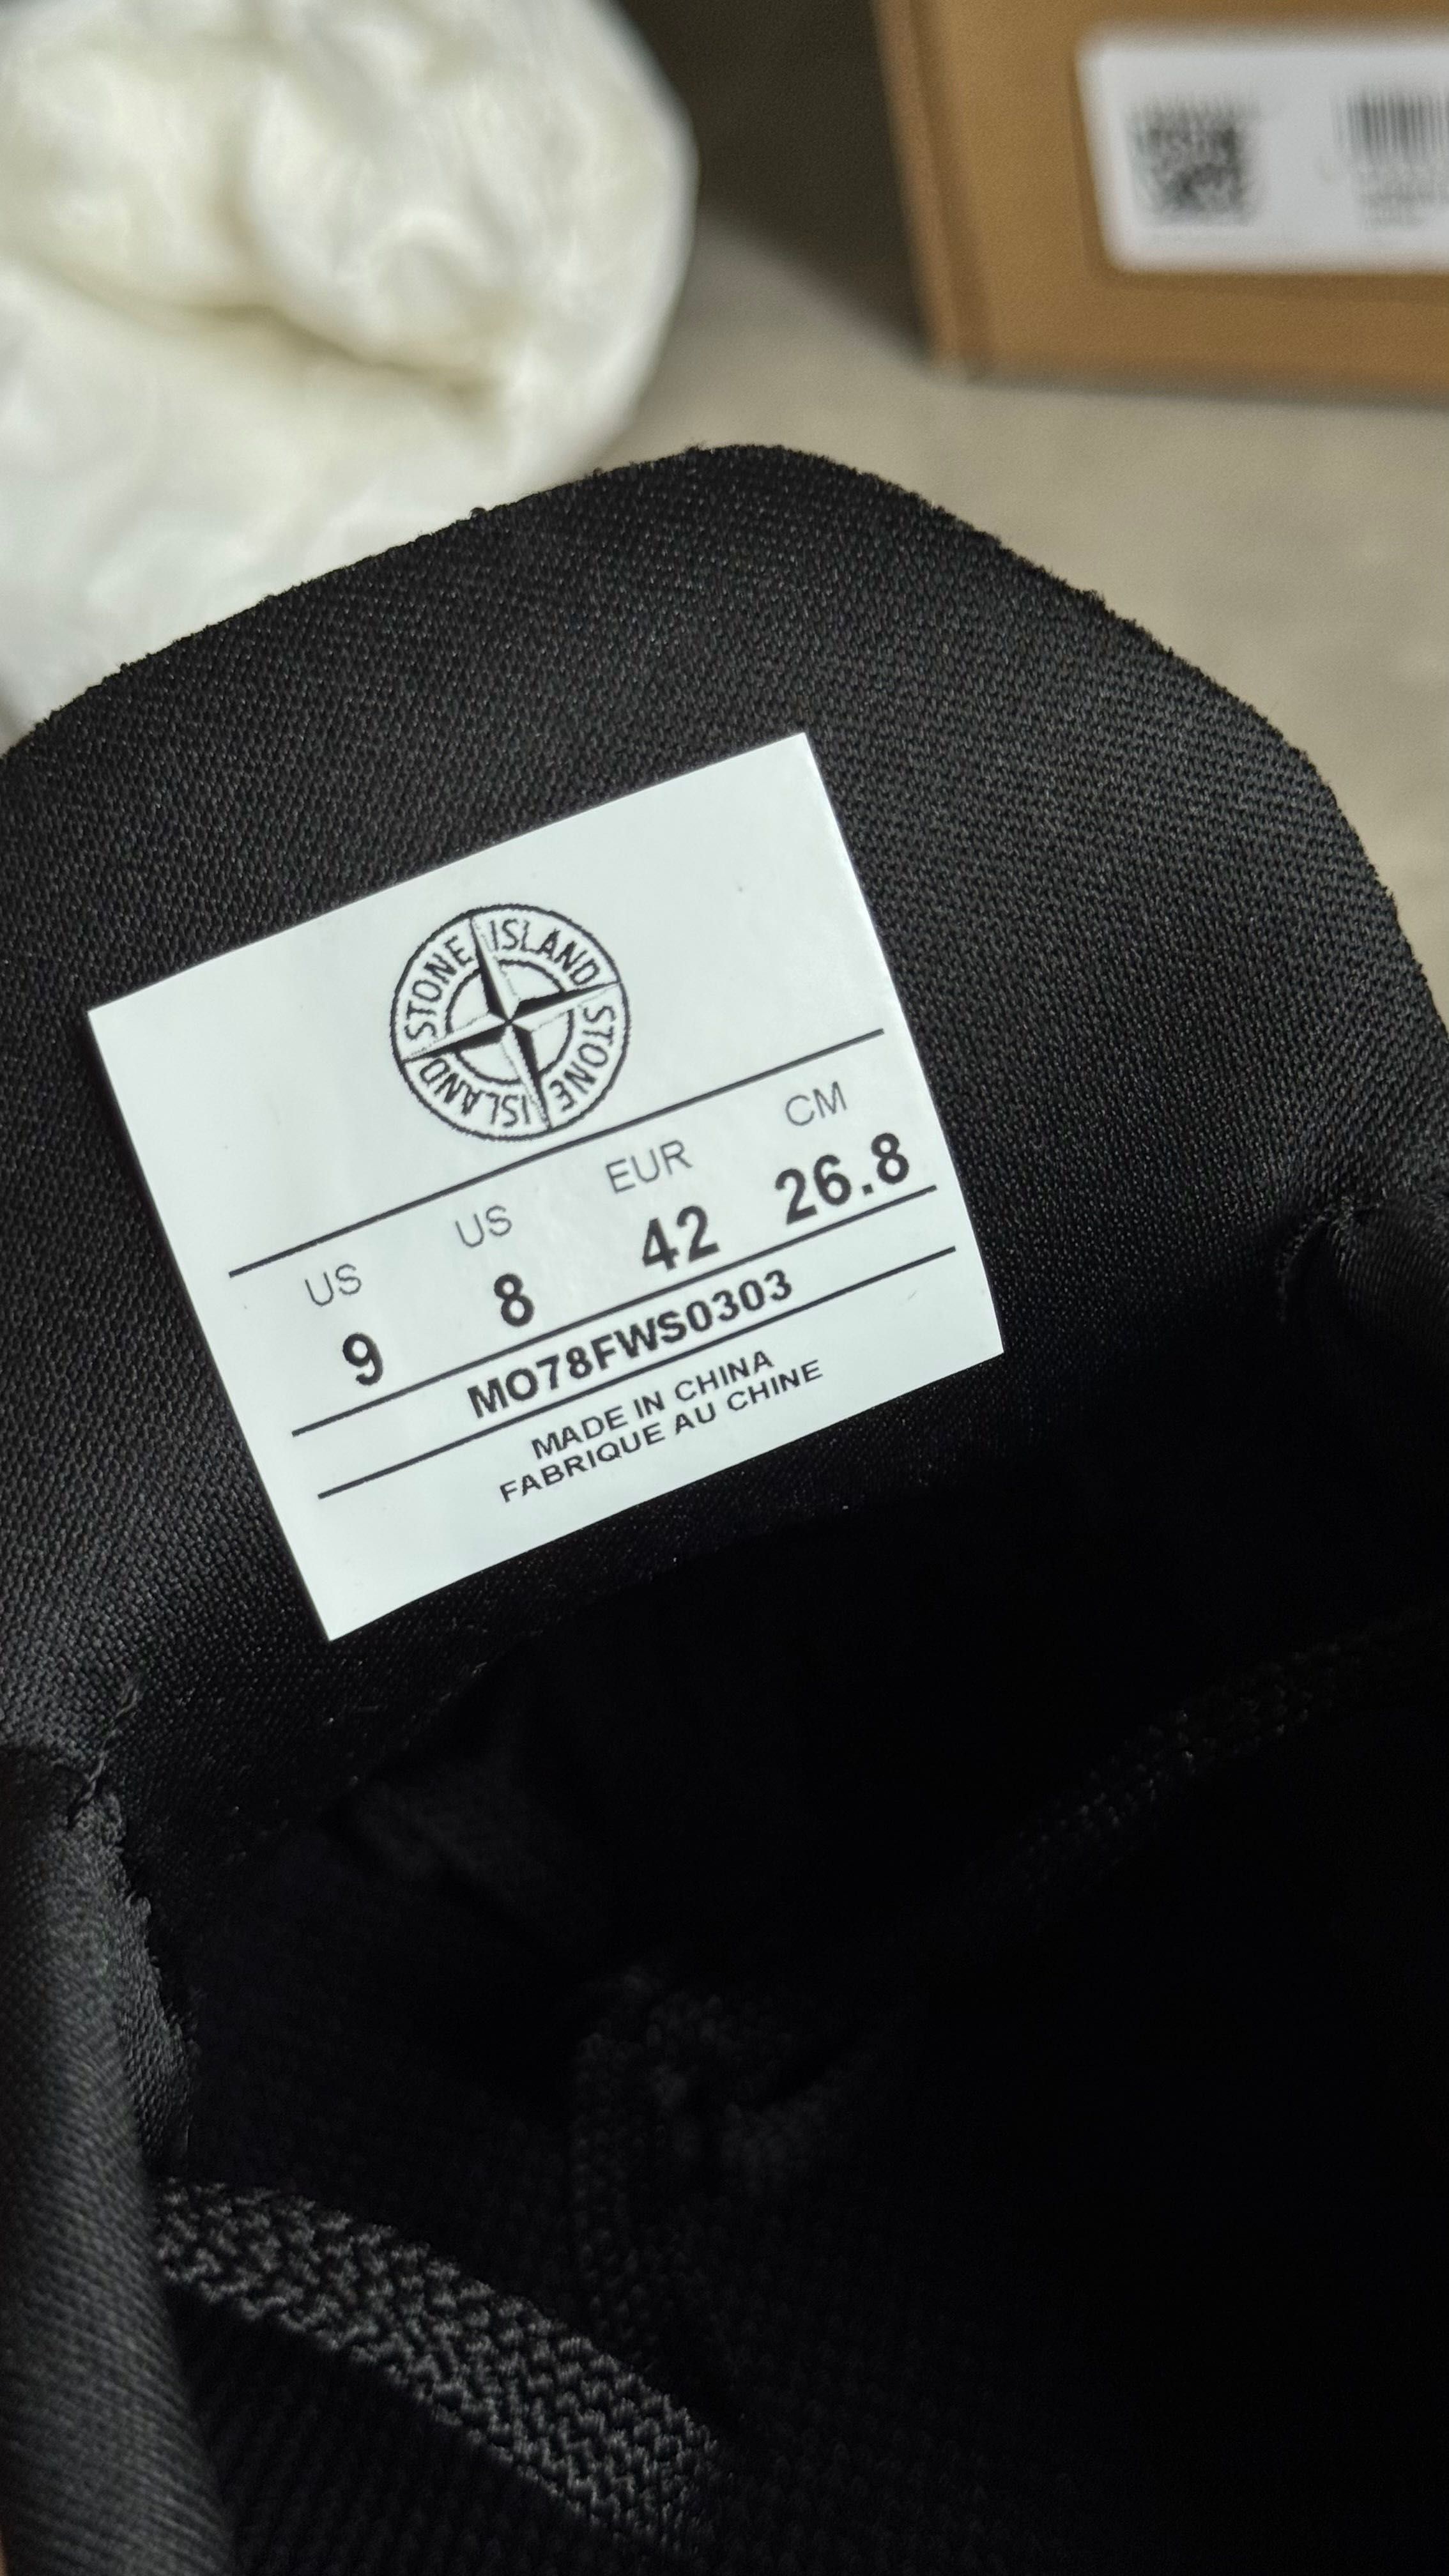 STONE ISLAND STONE ISLAND
US US EUR CM
9 8 42 26.8
MO78FWS0303
MADE IN CHINA
FABRIQUE AU CHINE